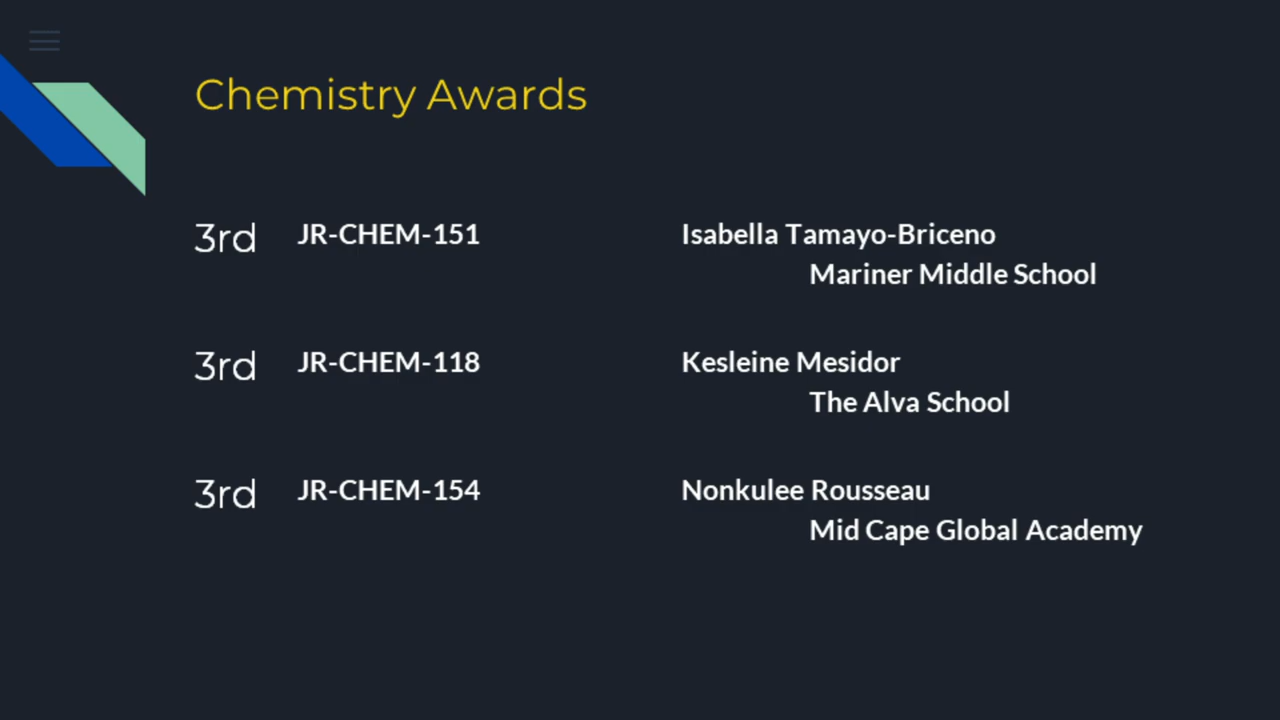 Chemistry Awards
3rd JR-CHEM-151 Isabella Tamayo-Briceno
Mariner Middle School
3rd JR-CHEM-118 Kesleine Mesidor
The Alva School
3rd JR-CHEM-154 Nonkulee Rousseau
Mid Cape Global Academy